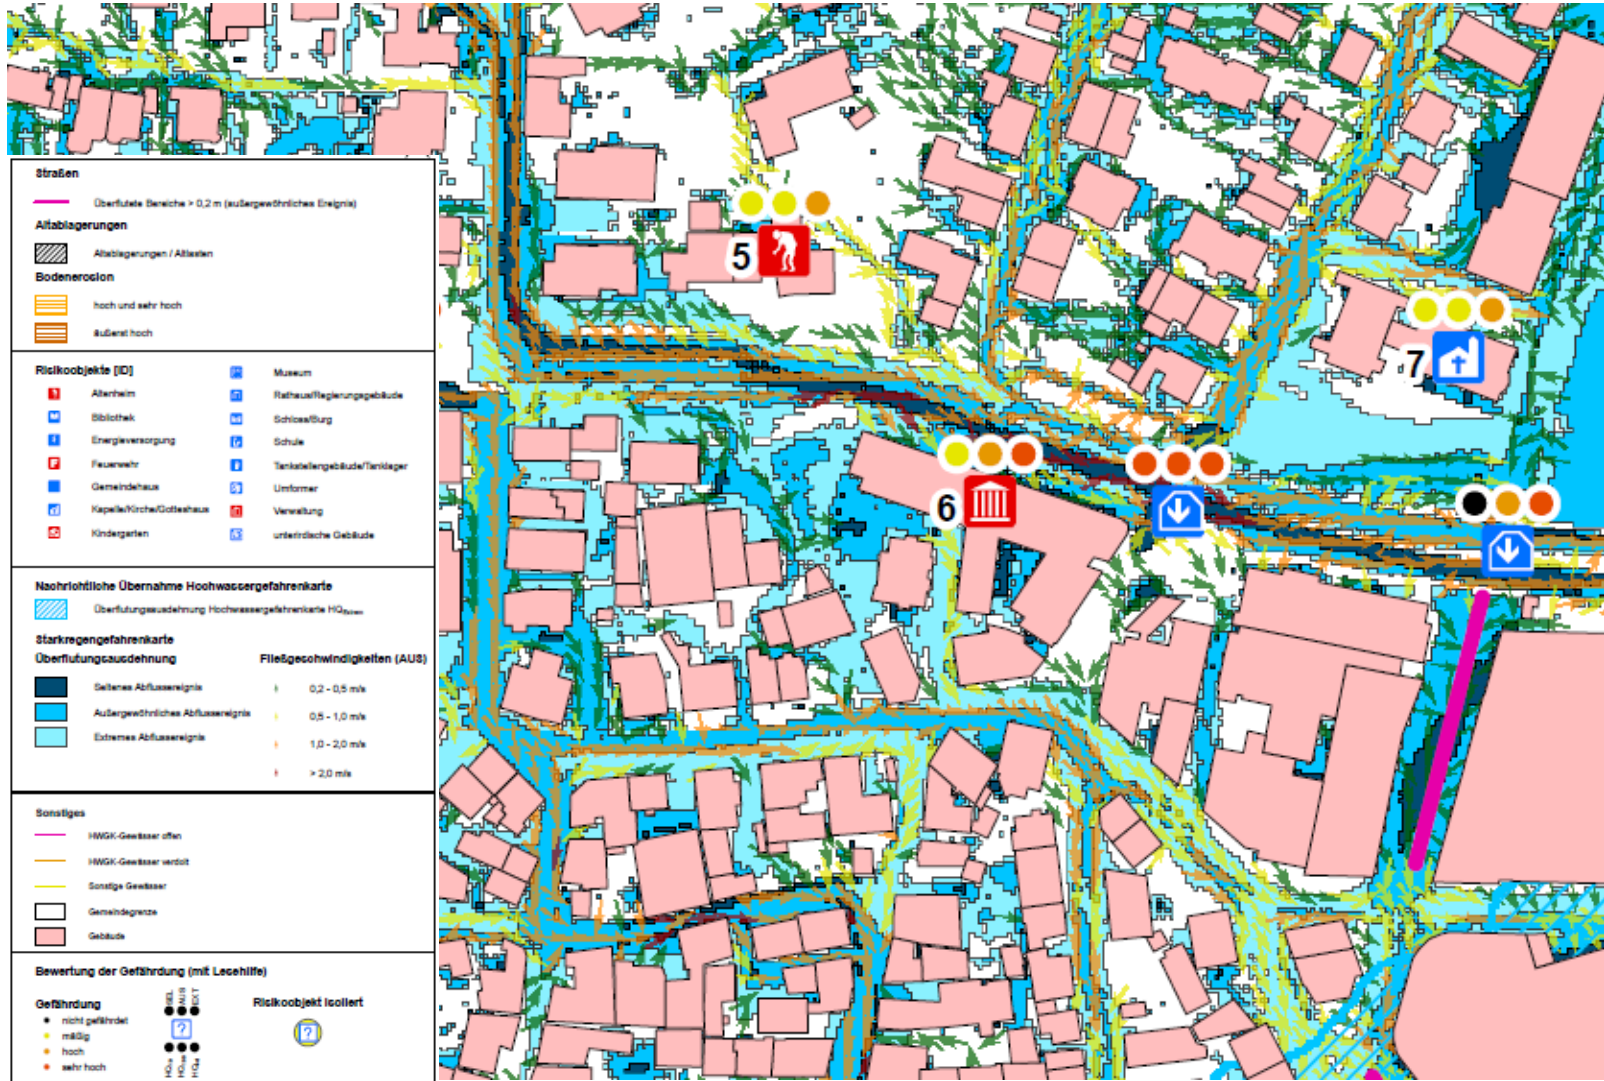 Straßen
Überflutete Bereiche > 0,2 m (außergewöhnliches Ereignis)
Altablagerungen
Altablagerungen / Altlasten
Bodenerosion
hoch und sehr hoch
äußerst hoch
Risikoobjekte [ID]
Altenheim
Bibliothek
Energieversorgung
Feuerwehr
Gemeindehaus
Kapelle/Kirche/Gotteshaus
Kindergarten
Museum
Rathaus/Regierungsgebäude
Schloss/Burg
Schule
Tankstellengebäude/Tanklager
Umformer
Verwaltung
unterirdische Gebäude
Nachrichtliche Übernahme Hochwassergefahrenkarte
Überflutungsausdehnung Hochwassergefahrenkarte HQExtrem
Starkregengefahrenkarte
Überflutungsausdehnung
Seltenes Abflussereignis
Außergewöhnliches Abflussereignis
Extremes Abflussereignis
Fließgeschwindigkeiten (AUS)
0,2 - 0,5 m/s
0,5 - 1,0 m/s
1,0 - 2,0 m/s
> 2,0 m/s
Sonstiges
HWGK-Gewässer offen
HWGK-Gewässer verdolt
Sonstige Gewässer
Gemeindegrenze
Gebäude
Bewertung der Gefährdung (mit Lesehilfe)
Gefährdung
nicht gefährdet
mäßig
hoch
sehr hoch
SEL
AUS
EXT
?
Risikoobjekt isoliert
?
5
6
7